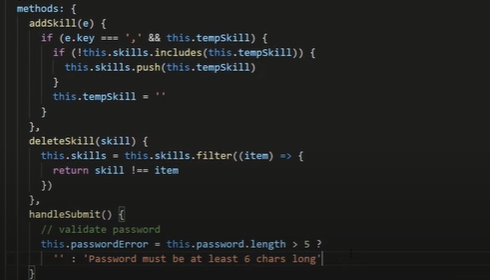 methods: {
addSkill(e) {
if (e.key === ',' && this.tempSkill) {
if (!this.skills.includes(this.tempSkill)) {
this.skills.push(this.tempSkill)
}
this.tempSkill = ''
}
},
deleteSkill(skill) {
this.skills = this.skills.filter((item) => {
return skill !== item
})
},
handleSubmit() {
// validate password
this.passwordError = this.password.length > 5 ?
'' : 'Password must be at least 6 chars long'
}